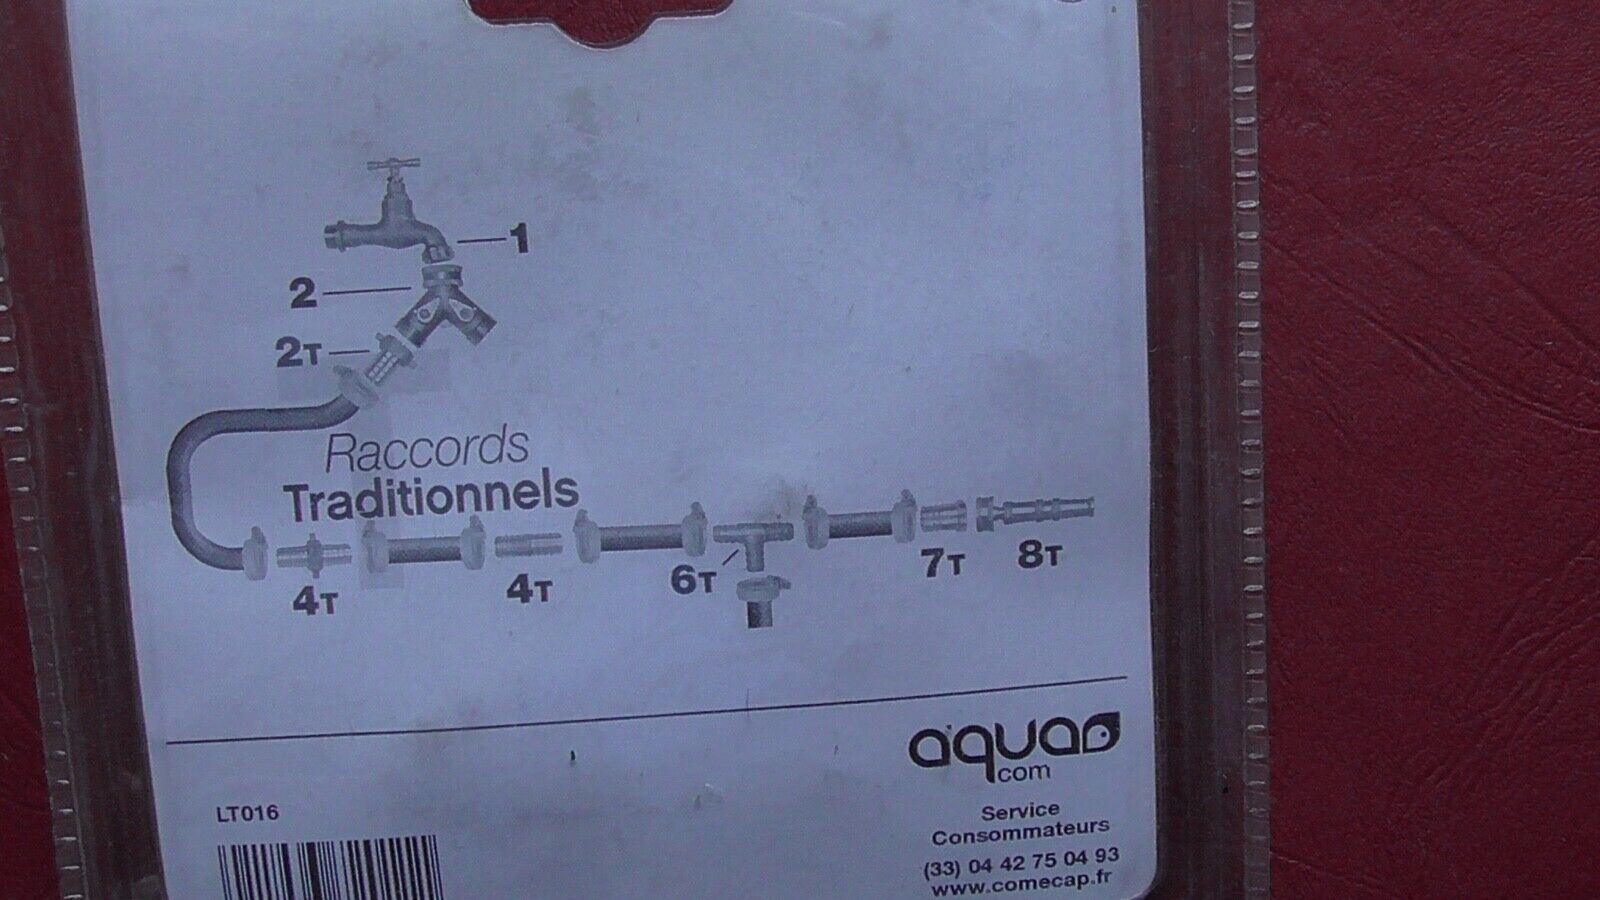 1
2
2T
Raccords
Traditionnels
4T
4T
6T
7T
8T
aquad
com
LT016
Service
Consommateurs
(33) 04 42 75 04 93
www.comecap.fr